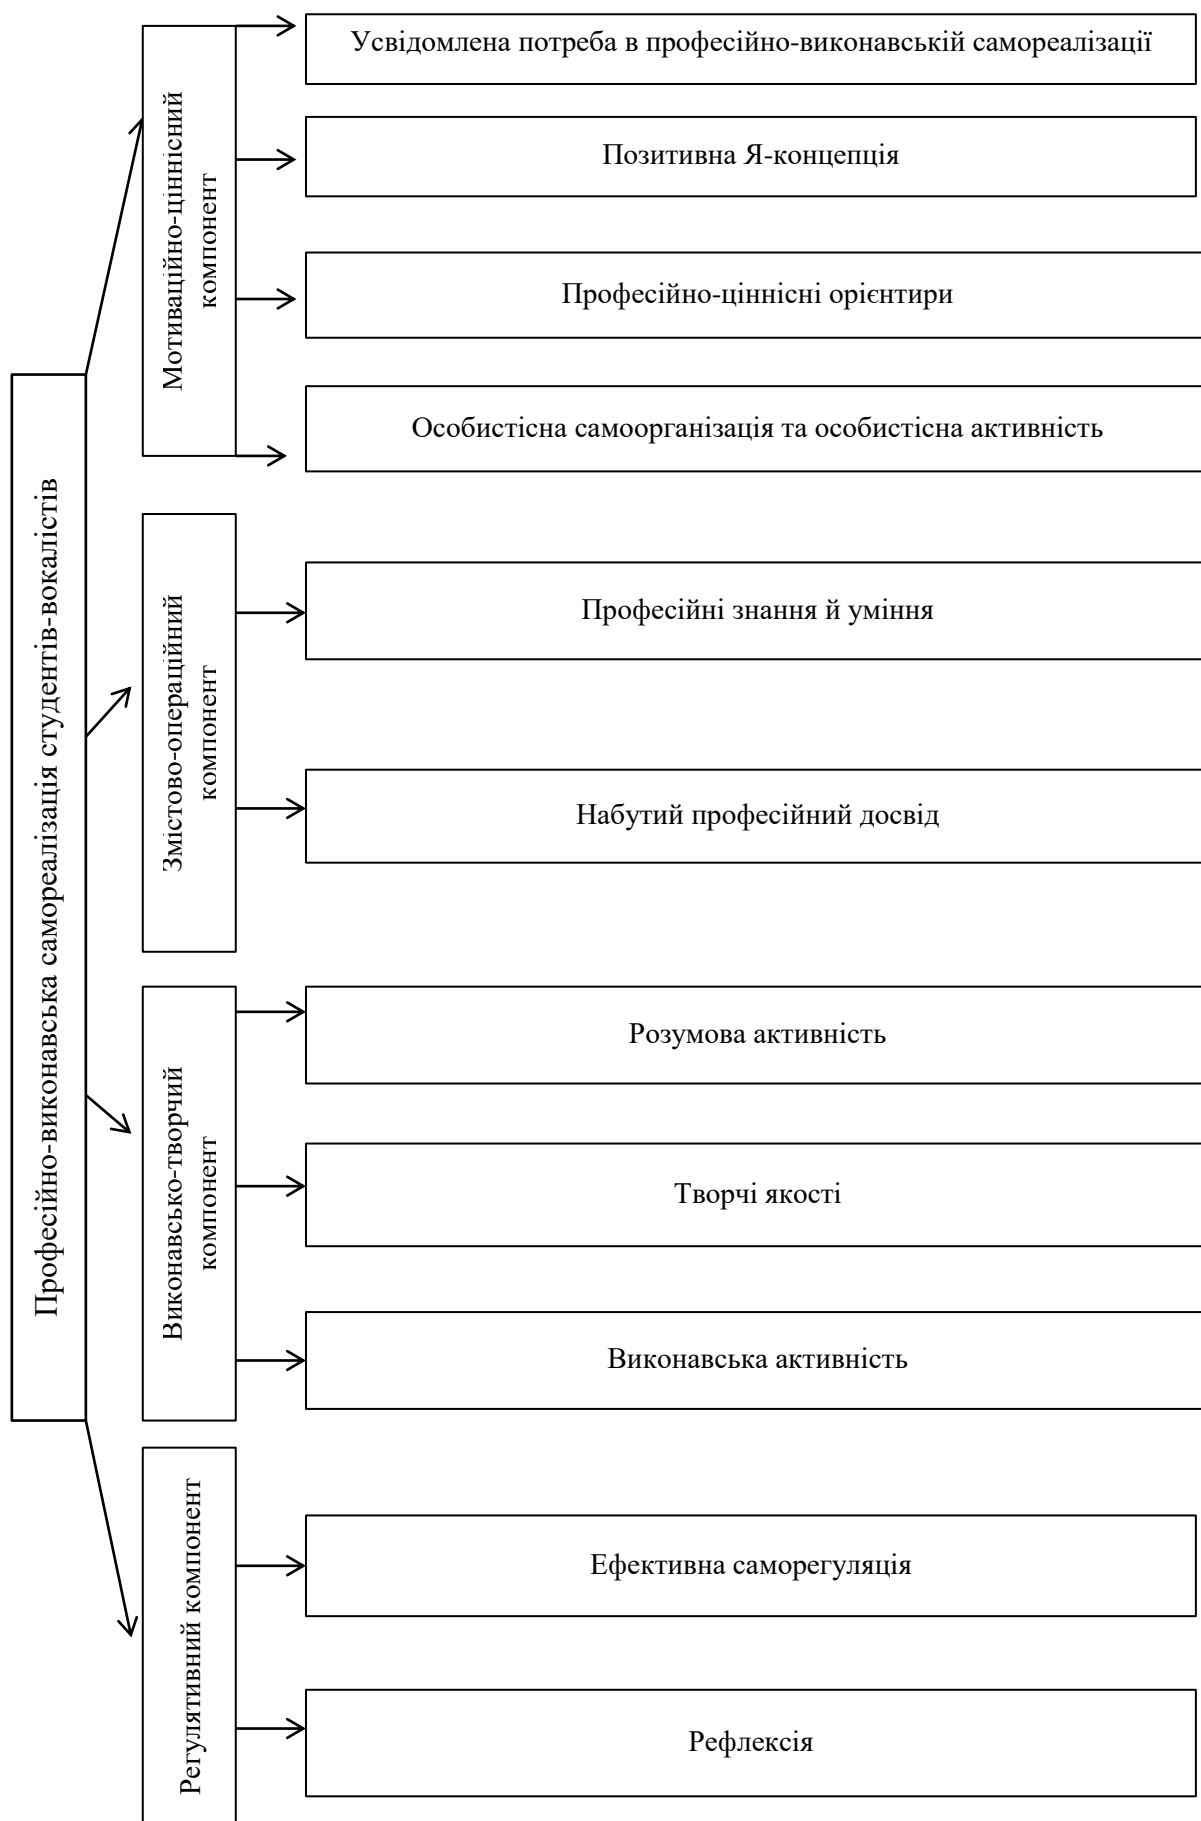 Професійно-виконавська самореалізація студентів-вокалістів
Мотиваційно-ціннісний
компонент
Усвідомлена потреба в професійно-виконавській самореалізації
Позитивна Я-концепція
Професійно-ціннісні орієнтири
Особистісна самоорганізація та особистісна активність
Змістово-операційний
компонент
Професійні знання й уміння
Набутий професійний досвід
Виконавсько-творчий
компонент
Розумова активність
Творчі якості
Виконавська активність
Регулятивний компонент
Ефективна саморегуляція
Рефлексія